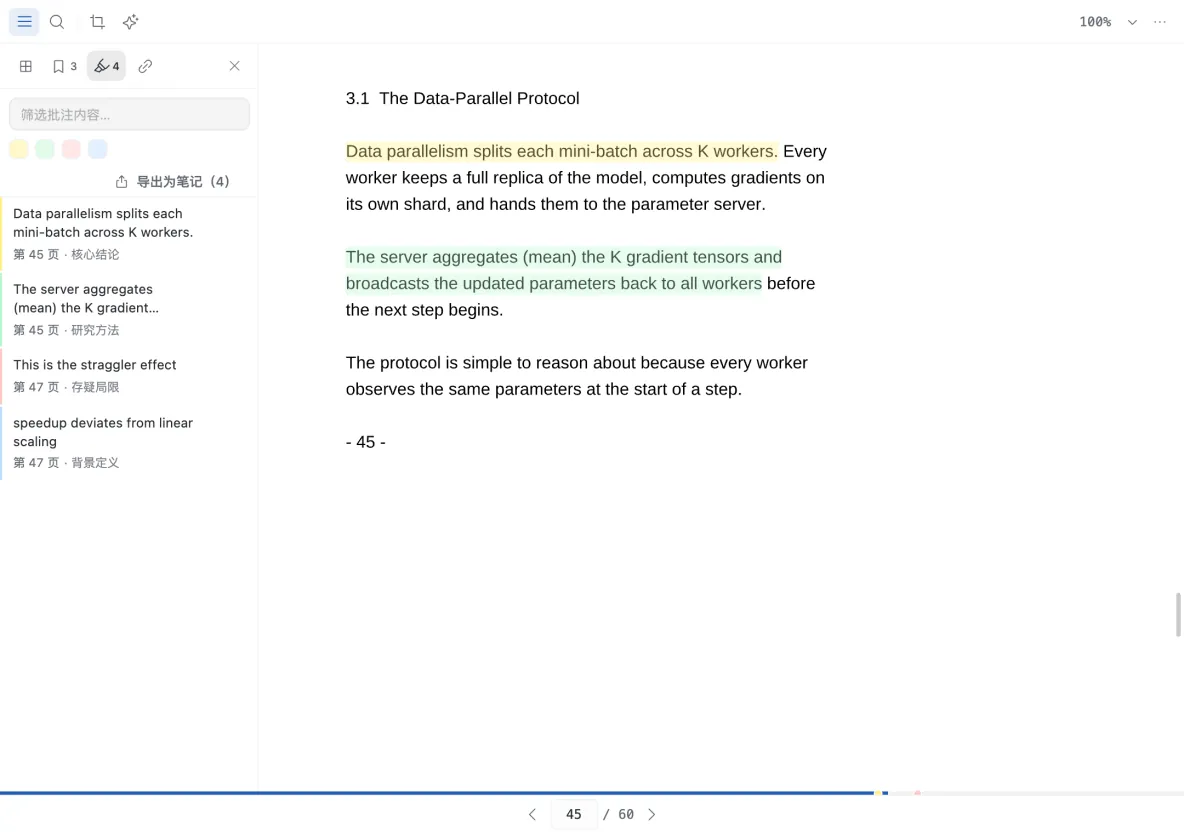 100%
3
4
筛选批注内容...
导出为笔记（4）
Data parallelism splits each
mini-batch across K workers.
第 45 页 · 核心结论
The server aggregates
(mean) the K gradient...
第 45 页 · 研究方法
This is the straggler effect
第 47 页 · 存疑局限
speedup deviates from linear
scaling
第 47 页 · 背景定义
3.1 The Data-Parallel Protocol
Data parallelism splits each mini-batch across K workers. Every
worker keeps a full replica of the model, computes gradients on
its own shard, and hands them to the parameter server.
The server aggregates (mean) the K gradient tensors and
broadcasts the updated parameters back to all workers before
the next step begins.
The protocol is simple to reason about because every worker
observes the same parameters at the start of a step.
- 45 -
45 / 60